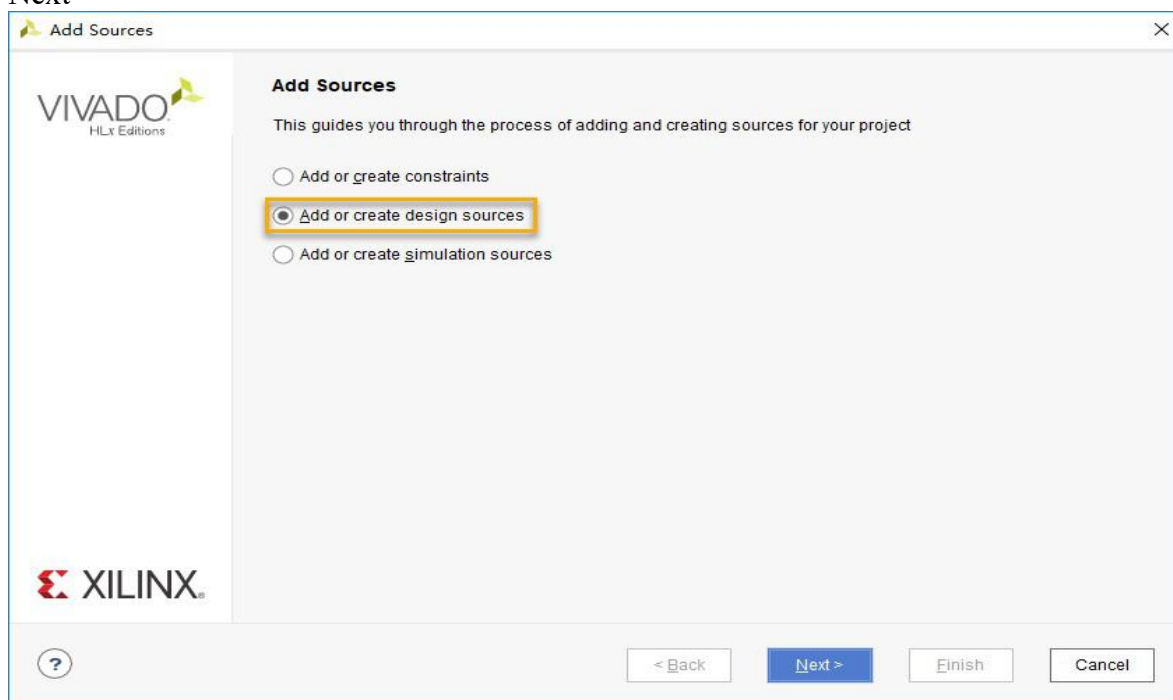 Next
Add Sources
VIVADO.
HLx Editions
Add Sources
This guides you through the process of adding and creating sources for your project
Add or create constraints
Add or create design sources
Add or create simulation sources
XILINX
?
< Back
Next >
Finish
Cancel